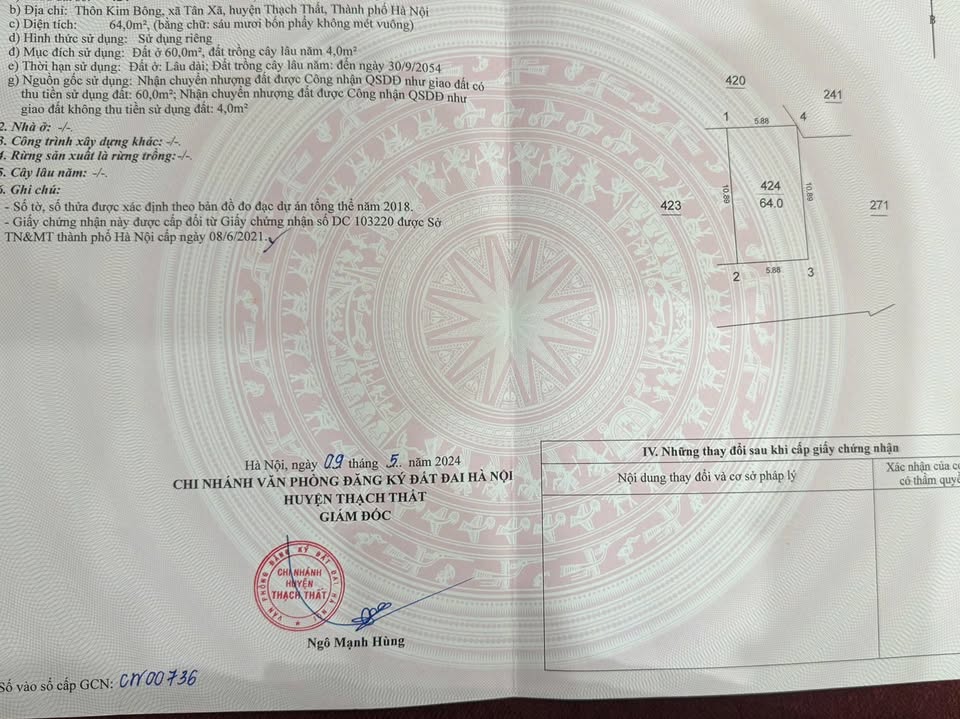 b) Địa chỉ: Thôn Kim Bông, xã Tân Xã, huyện Thạch Thất, Thành phố Hà Nội
c) Diện tích: 64,0m², (bằng chữ: sáu mươi bốn phẩy không mét vuông)
d) Hình thức sử dụng: Sử dụng riêng
đ) Mục đích sử dụng: Đất ở 60,0m², đất trồng cây lâu năm 4,0m²
e) Thời hạn sử dụng: Đất ở: Lâu dài; Đất trồng cây lâu năm: đến ngày 30/9/2054
g) Nguồn gốc sử dụng: Nhận chuyển nhượng đất được Công nhận QSDĐ như giao đất có
thu tiền sử dụng đất: 60,0m²; Nhận chuyển nhượng đất được Công nhận QSDĐ như
giao đất không thu tiền sử dụng đất: 4,0m²
2. Nhà ở: -/-.
3. Công trình xây dựng khác: -/-.
4. Rừng sản xuất là rừng trồng:-/-.
5. Cây lâu năm: -/-.
6. Ghi chú:
- Số tờ, số thửa được xác định theo bản đồ đo đạc dự án tổng thể năm 2018.
- Giấy chứng nhận này được cấp đổi từ Giấy chứng nhận số DC 103220 được Sở
TN&MT thành phố Hà Nội cấp ngày 08/6/2021.
B
420
241
1
5.88
4
10.89
424
64.0
10.89
423
271
2
5.88
3
Hà Nội, ngày 09 tháng 5. năm 2024
CHI NHÁNH VĂN PHÒNG ĐĂNG KÝ ĐẤT ĐAI HÀ NỘI
HUYỆN THẠCH THẤT
GIÁM ĐỐC
VĂN PHÒNG ĐĂNG KÝ ĐẤT ĐAI HÀ NỘI
CHI NHÁNH
HUYỆN
THẠCH THẤT
Ngô Mạnh Hùng
Số vào sổ cấp GCN: CN 00736
IV. Những thay đổi sau khi cấp giấy chứng nhận
Nội dung thay đổi và cơ sở pháp lý
Xác nhận của cơ
có thẩm quyề